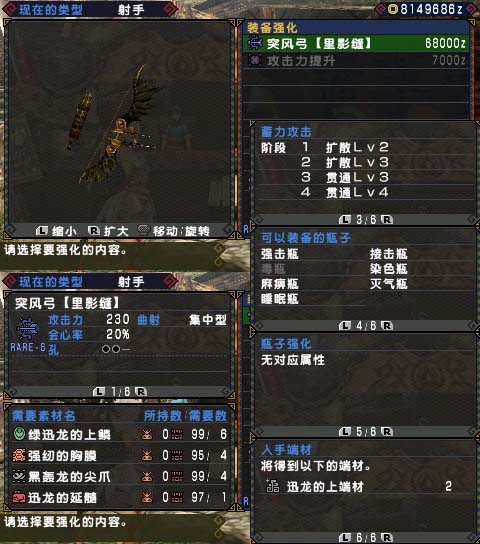 现在的类型 射手
L 缩小 R 扩大 移动/旋转
请选择要强化的内容。
8149686z
装备强化
突风弓【里影缝】 68000z
攻击力提升 7000z
蓄力攻击
阶段 1 扩散Lv2
2 扩散Lv3
3 贯通Lv3
4 贯通Lv4
L 3/6 R
可以装备的瓶子
强击瓶 接击瓶
毒瓶 染色瓶
麻痹瓶 灭气瓶
睡眠瓶
L 4/6 R
瓶子强化
无对应属性
L 5/6 R
入手端材
将得到以下的端材。
迅龙的上端材 2
L 6/6 R
现在的类型 射手
突风弓【里影缝】
攻击力 230 曲射 集中型
会心率 20%
RARE-6 孔 ●●—
L 1/6 R
需要素材名 所持数/需要数
绿迅龙的上鳞 0 99/ 6
强韧的胸膜 0 95/ 4
黑轰龙的尖爪 0 99/ 4
迅龙的延髓 0 97/ 1
请选择要强化的内容。